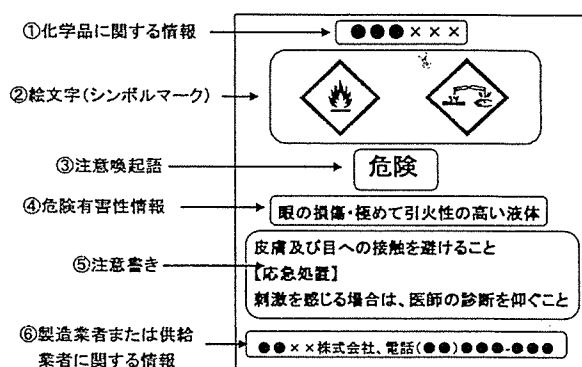 ①化学品に関する情報
●●●×××
②絵文字(シンボルマーク)
③注意喚起語
危険
④危険有害性情報
眼の損傷・極めて引火性の高い液体
⑤注意書き
皮膚及び目への接触を避けること
【応急処置】
刺激を感じる場合は、医師の診断を仰ぐこと
⑥製造業者または供給
業者に関する情報
●●××株式会社、電話(●●)●●●-●●●